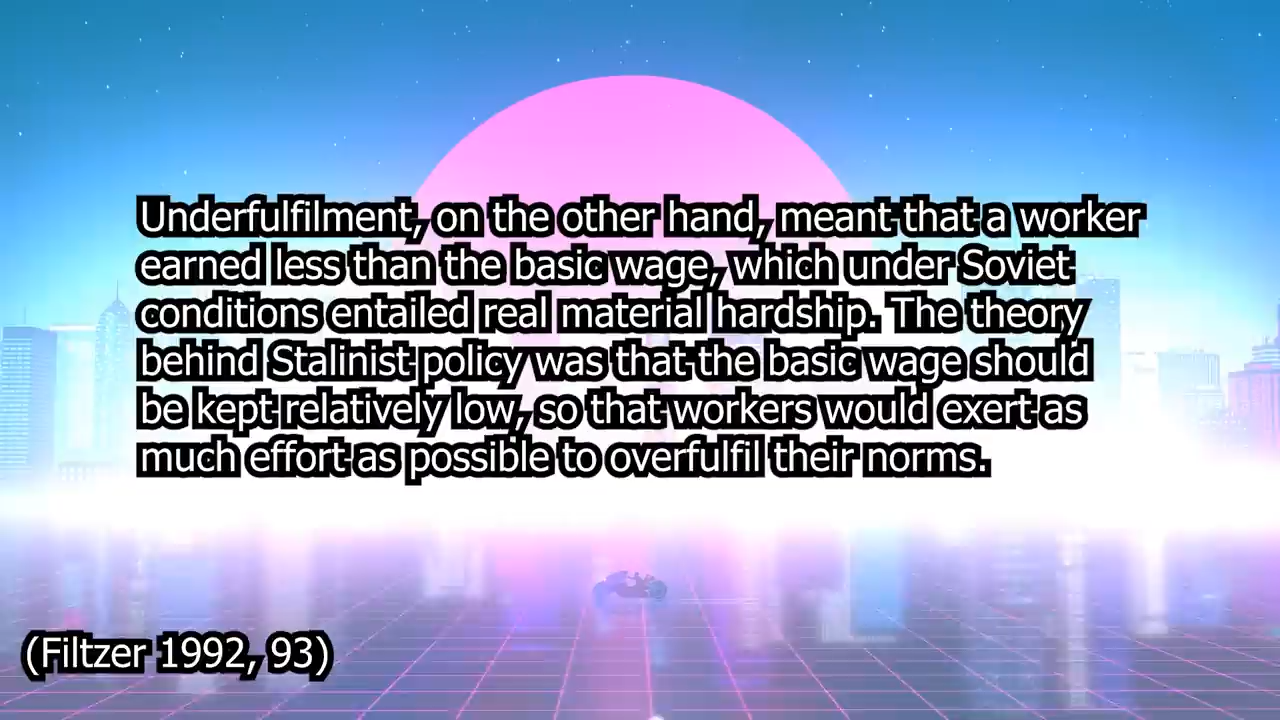 Underfulfilment, on the other hand, meant that a worker
earned less than the basic wage, which under Soviet
conditions entailed real material hardship. The theory
behind Stalinist policy was that the basic wage should
be kept relatively low, so that workers would exert as
much effort as possible to overfulfil their norms.
(Filtzer 1992, 93)